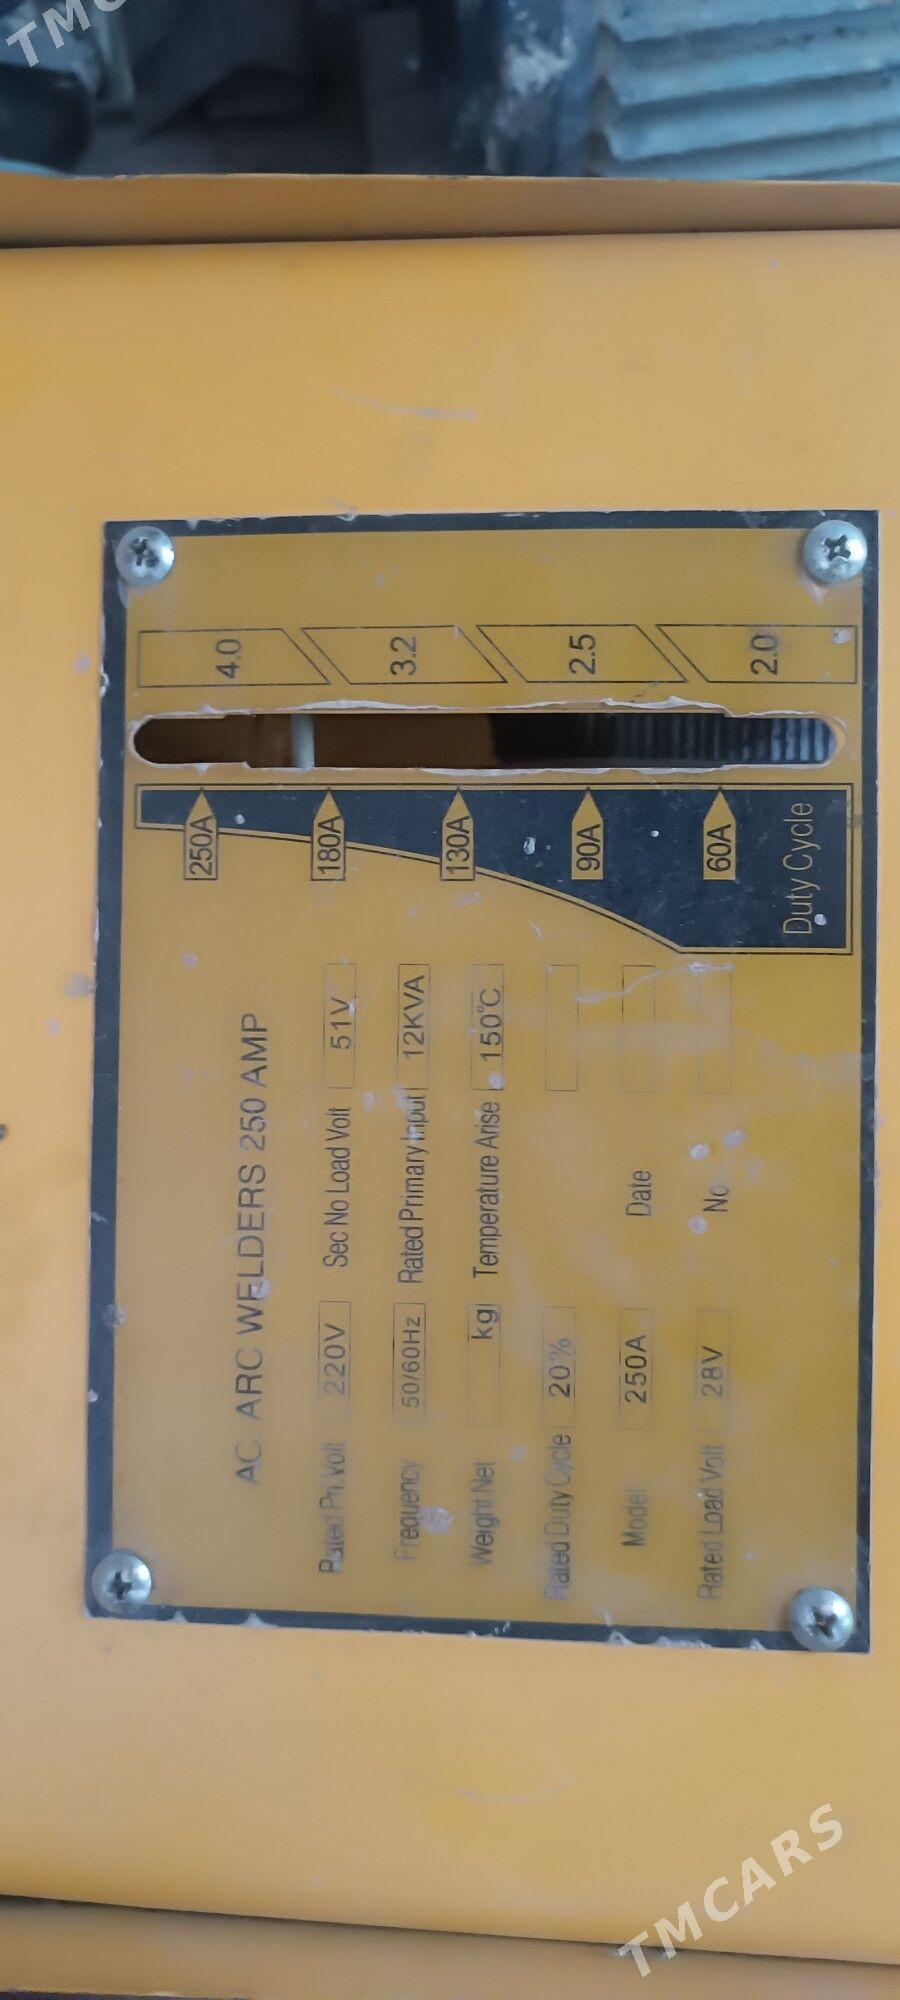 TMC
4.0
3.2
2.5
2.0
250A
180A
130A
90A
60A
Duty Cycle
AC. ARC WELDERS 250 AMP
Rated Pri.Volt 220V Sec No Load Volt 51V
Frequency 50/60Hz Rated Primary Input 12KVA
Weight Net kg Temperature Arise 150°C
Rated Duty Cycle 20%
Model 250A Date
Rated Load Volt 28V No.
TMCARS